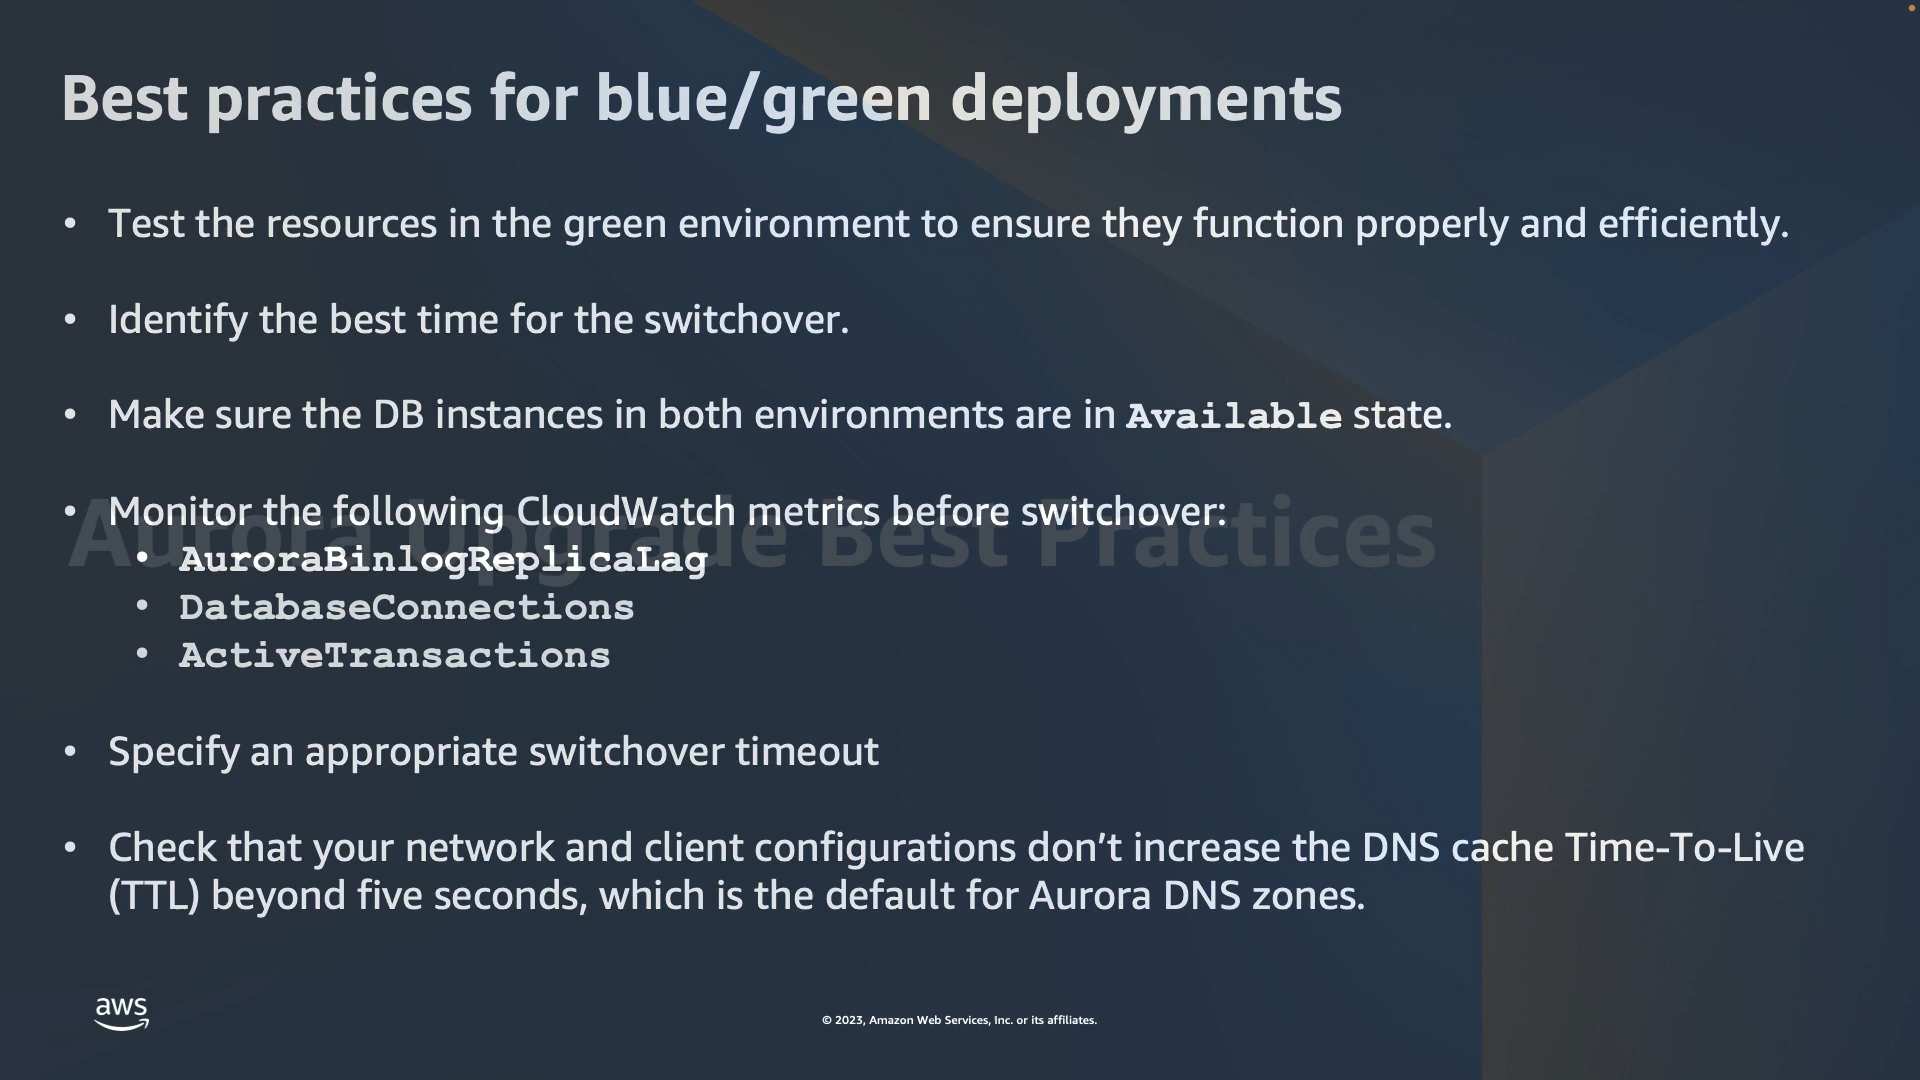 Best practices for blue/green deployments
• Test the resources in the green environment to ensure they function properly and efficiently.
• Identify the best time for the switchover.
• Make sure the DB instances in both environments are in Available state.
• Monitor the following CloudWatch metrics before switchover:
Aurora Upgrade Best Practices
• AuroraBinlogReplicaLag
• DatabaseConnections
• ActiveTransactions
• Specify an appropriate switchover timeout
• Check that your network and client configurations don’t increase the DNS cache Time-To-Live
(TTL) beyond five seconds, which is the default for Aurora DNS zones.
aws
© 2023, Amazon Web Services, Inc. or its affiliates.